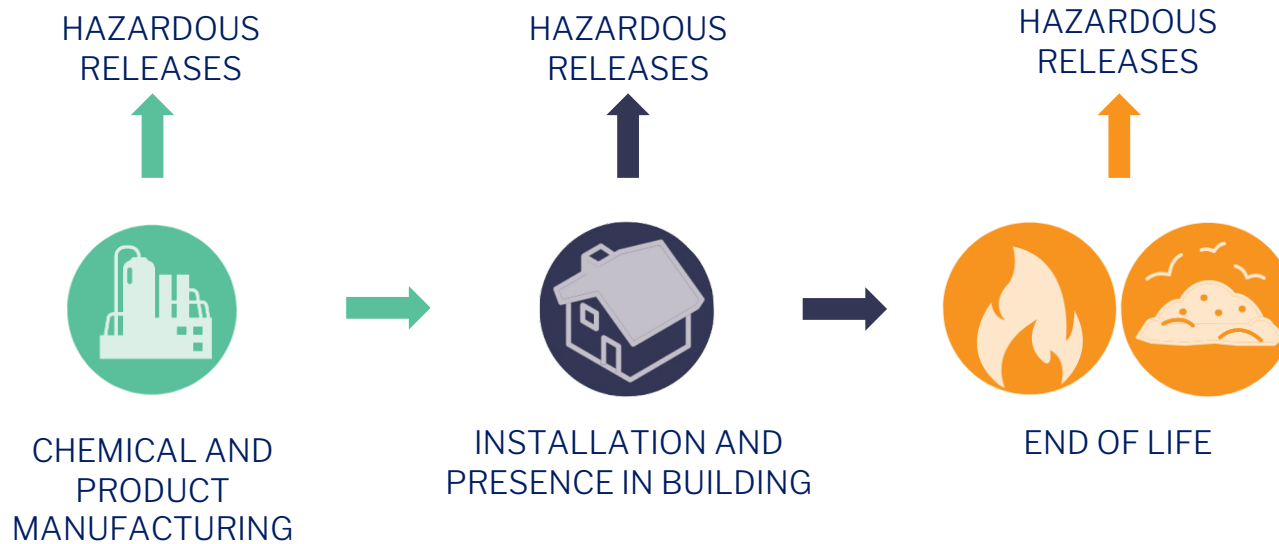 HAZARDOUS
RELEASES
HAZARDOUS
RELEASES
HAZARDOUS
RELEASES
CHEMICAL AND
PRODUCT
MANUFACTURING
INSTALLATION AND
PRESENCE IN BUILDING
END OF LIFE